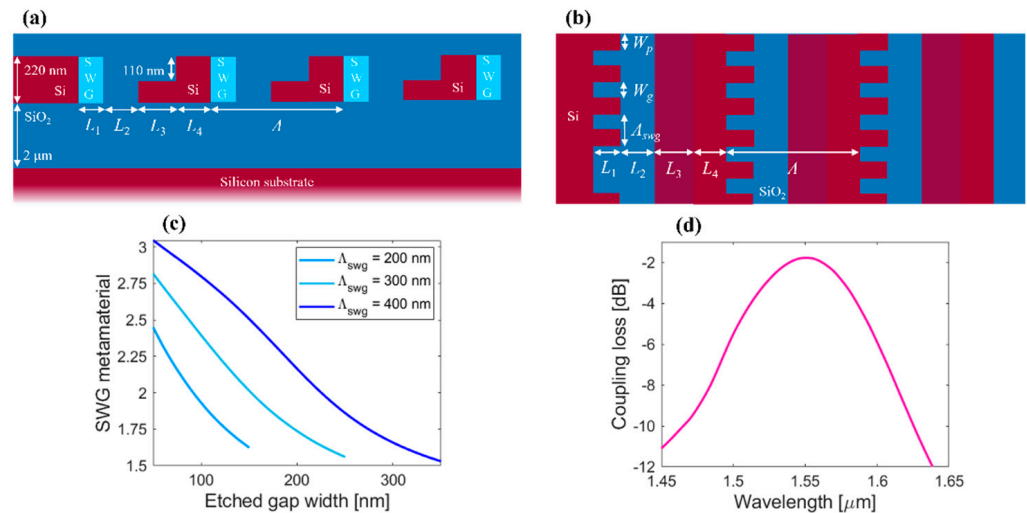 (a)
S W G
S W G
S W G
S W G
220 nm
110 nm
Si
Si
Si
Si
SiO2
L1
L2
L3
L4
Λ
2 μm
Silicon substrate
(b)
Wp
Wg
Si
Λswg
L1
L2
L3
L4
Λ
SiO2
(c)
3
2.75
2.5
2.25
2
1.75
1.5
SWG metamaterial
Λswg = 200 nm
Λswg = 300 nm
Λswg = 400 nm
100
200
300
Etched gap width [nm]
(d)
-2
-4
-6
-8
-10
-12
Coupling loss [dB]
1.45
1.5
1.55
1.6
1.65
Wavelength [μm]